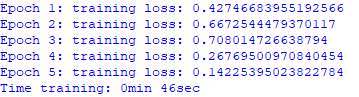 Epoch 1: training loss: 0.42746683955192566
Epoch 2: training loss: 0.6672544479370117
Epoch 3: training loss: 0.708014726638794
Epoch 4: training loss: 0.26769500970840454
Epoch 5: training loss: 0.14225395023822784
Time training: 0min 46sec